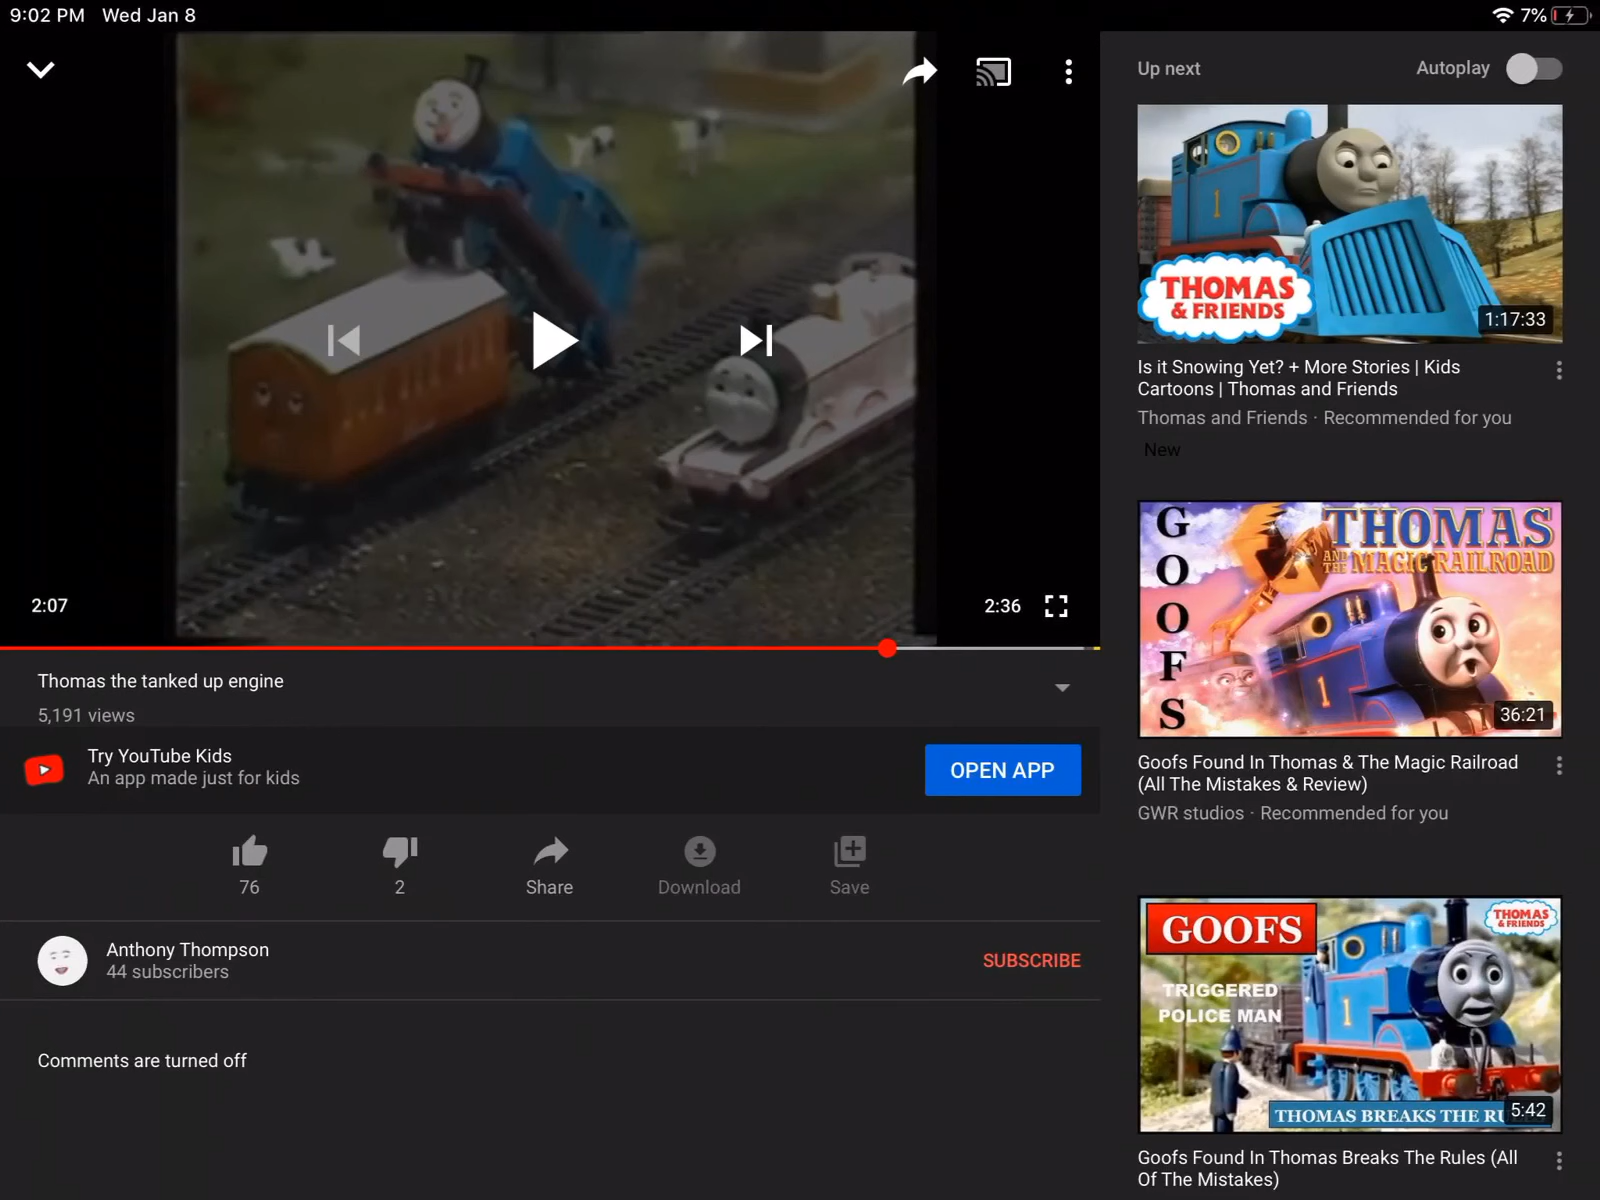 9:02 PM Wed Jan 8
7%
2:07
2:36
Thomas the tanked up engine
5,191 views
Try YouTube Kids
An app made just for kids
OPEN APP
76
2
Share
Download
Save
Anthony Thompson
44 subscribers
SUBSCRIBE
Comments are turned off
Up next
Autoplay
1
THOMAS
& FRIENDS
1:17:33
Is it Snowing Yet? + More Stories | Kids
Cartoons | Thomas and Friends
Thomas and Friends · Recommended for you
New
GOOFS
THOMAS
AND THE MAGIC RAILROAD
1
36:21
Goofs Found In Thomas & The Magic Railroad
(All The Mistakes & Review)
GWR studios · Recommended for you
GOOFS
THOMAS
& FRIENDS
TRIGGERED
POLICE MAN
1
THOMAS BREAKS THE RU
5:42
Goofs Found In Thomas Breaks The Rules (All
Of The Mistakes)